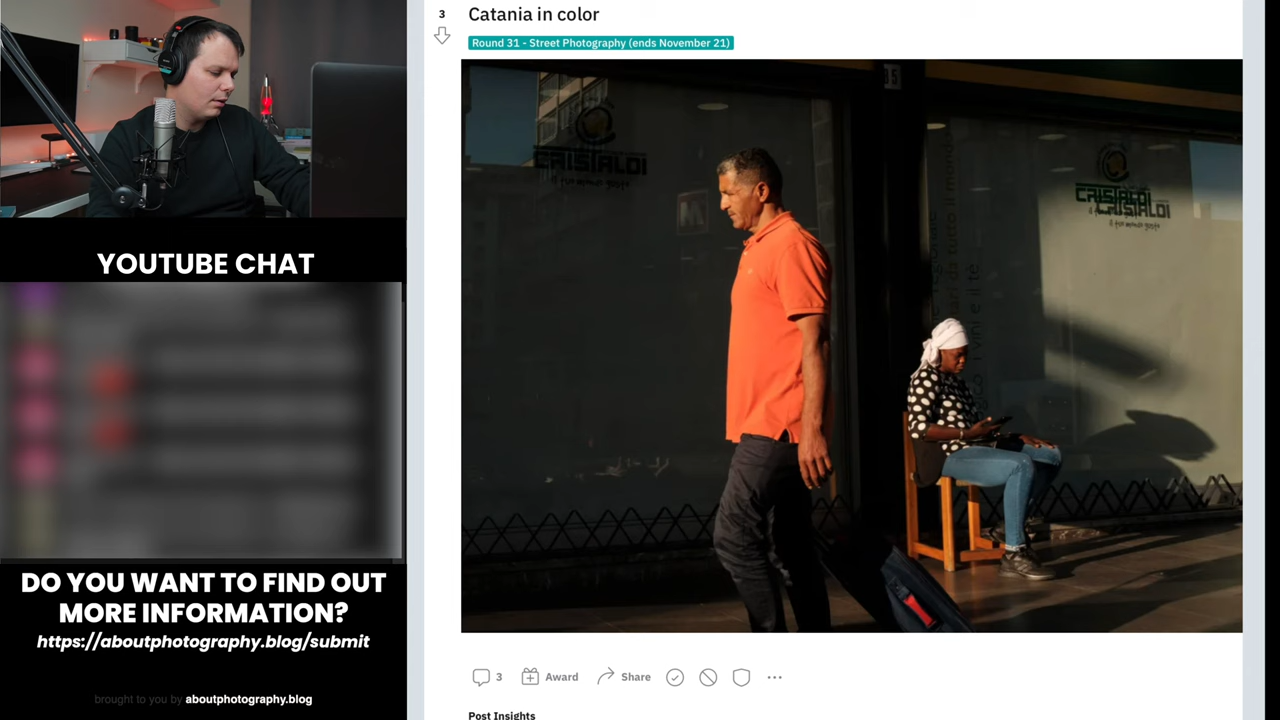 3
Catania in color
Round 31 - Street Photography (ends November 21)
CRISTALDI
CRISTALDI
YOUTUBE CHAT
DO YOU WANT TO FIND OUT
MORE INFORMATION?
https://aboutphotography.blog/submit
brought to you by aboutphotography.blog
3
Award
Share
Post Insights